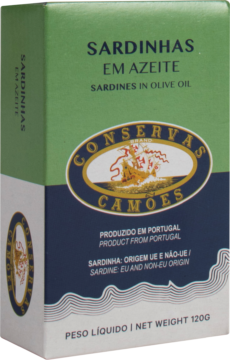 SARDINHAS
EM AZEITE
SARDINES IN OLIVE OIL
CONSERVAS
CAMÕES
PRODUZIDO EM PORTUGAL
PRODUCT FROM PORTUGAL
SARDINHA: ORIGEM UE E NÃO-UE /
SARDINE: EU AND NON-EU ORIGIN
PESO LÍQUIDO / NET WEIGHT 120G
SARDINHAS
EM AZEITE